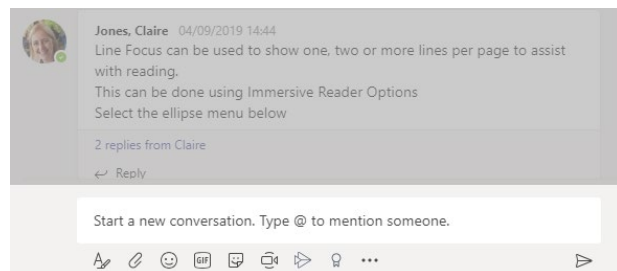 Jones, Claire 04/09/2019 14:44
Line Focus can be used to show one, two or more lines per page to assist
with reading.
This can be done using Immersive Reader Options
Select the ellipse menu below
2 replies from Claire
Reply
Start a new conversation. Type @ to mention someone.
GIF